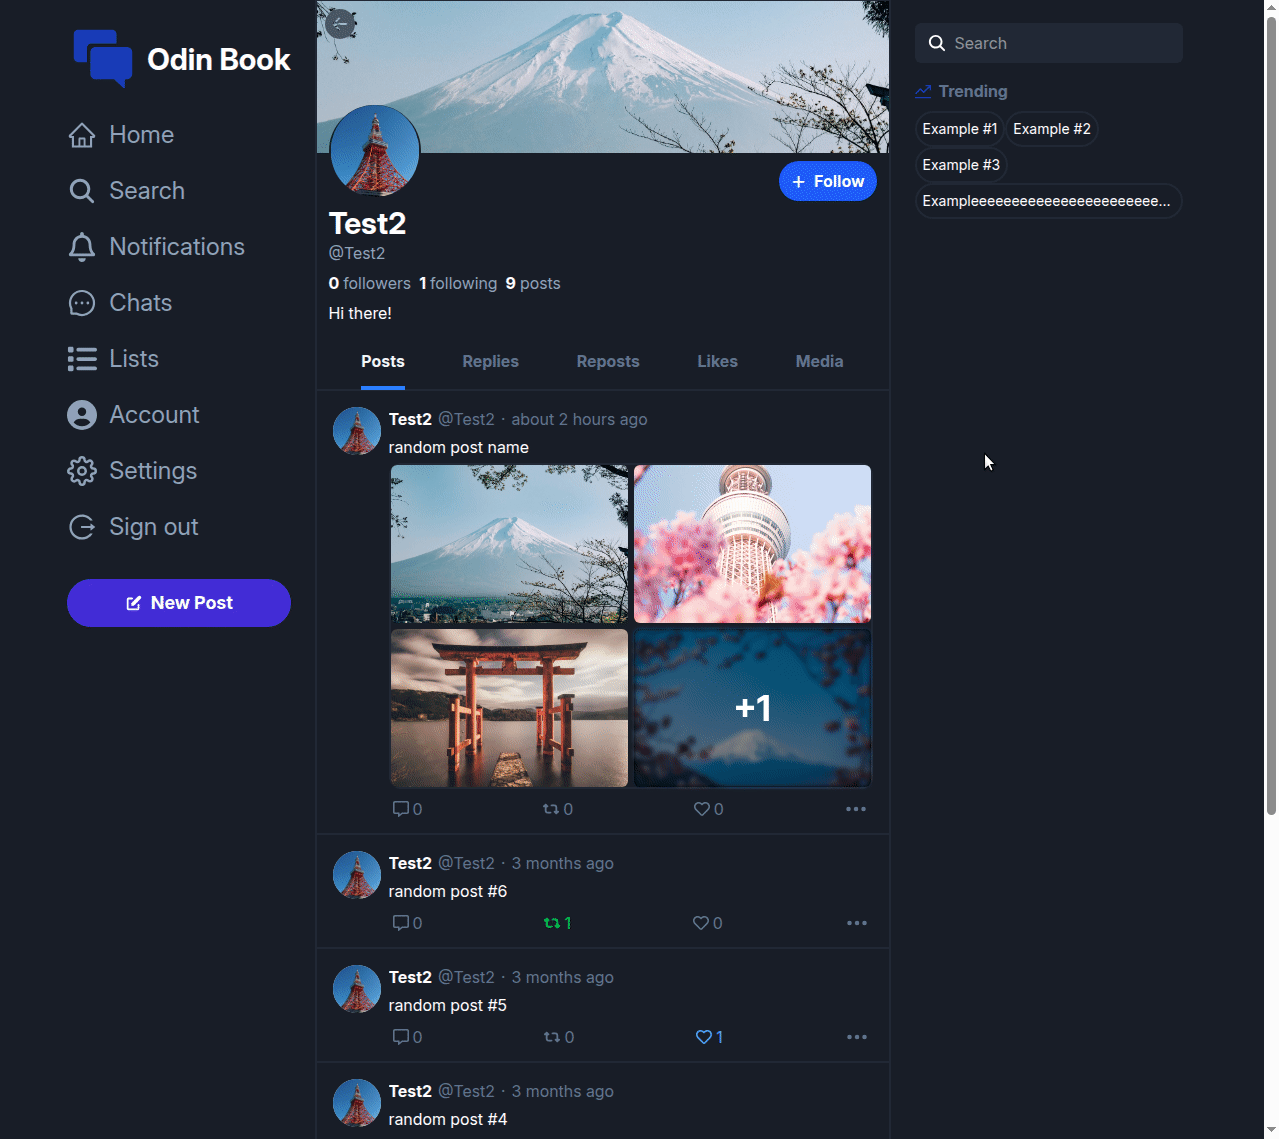 Odin Book
Home
Search
Notifications
Chats
Lists
Account
Settings
Sign out
New Post
+ Follow
Test2
@Test2
0 followers 1 following 9 posts
Hi there!
Posts Replies Reposts Likes Media
Test2 @Test2 · about 2 hours ago
random post name
+1
0 0 0
Test2 @Test2 · 3 months ago
random post #6
0 1 0
Test2 @Test2 · 3 months ago
random post #5
0 0 1
Test2 @Test2 · 3 months ago
random post #4
Search
Trending
Example #1 Example #2
Example #3
Exampleeeeeeeeeeeeeeeeeeeeeee...